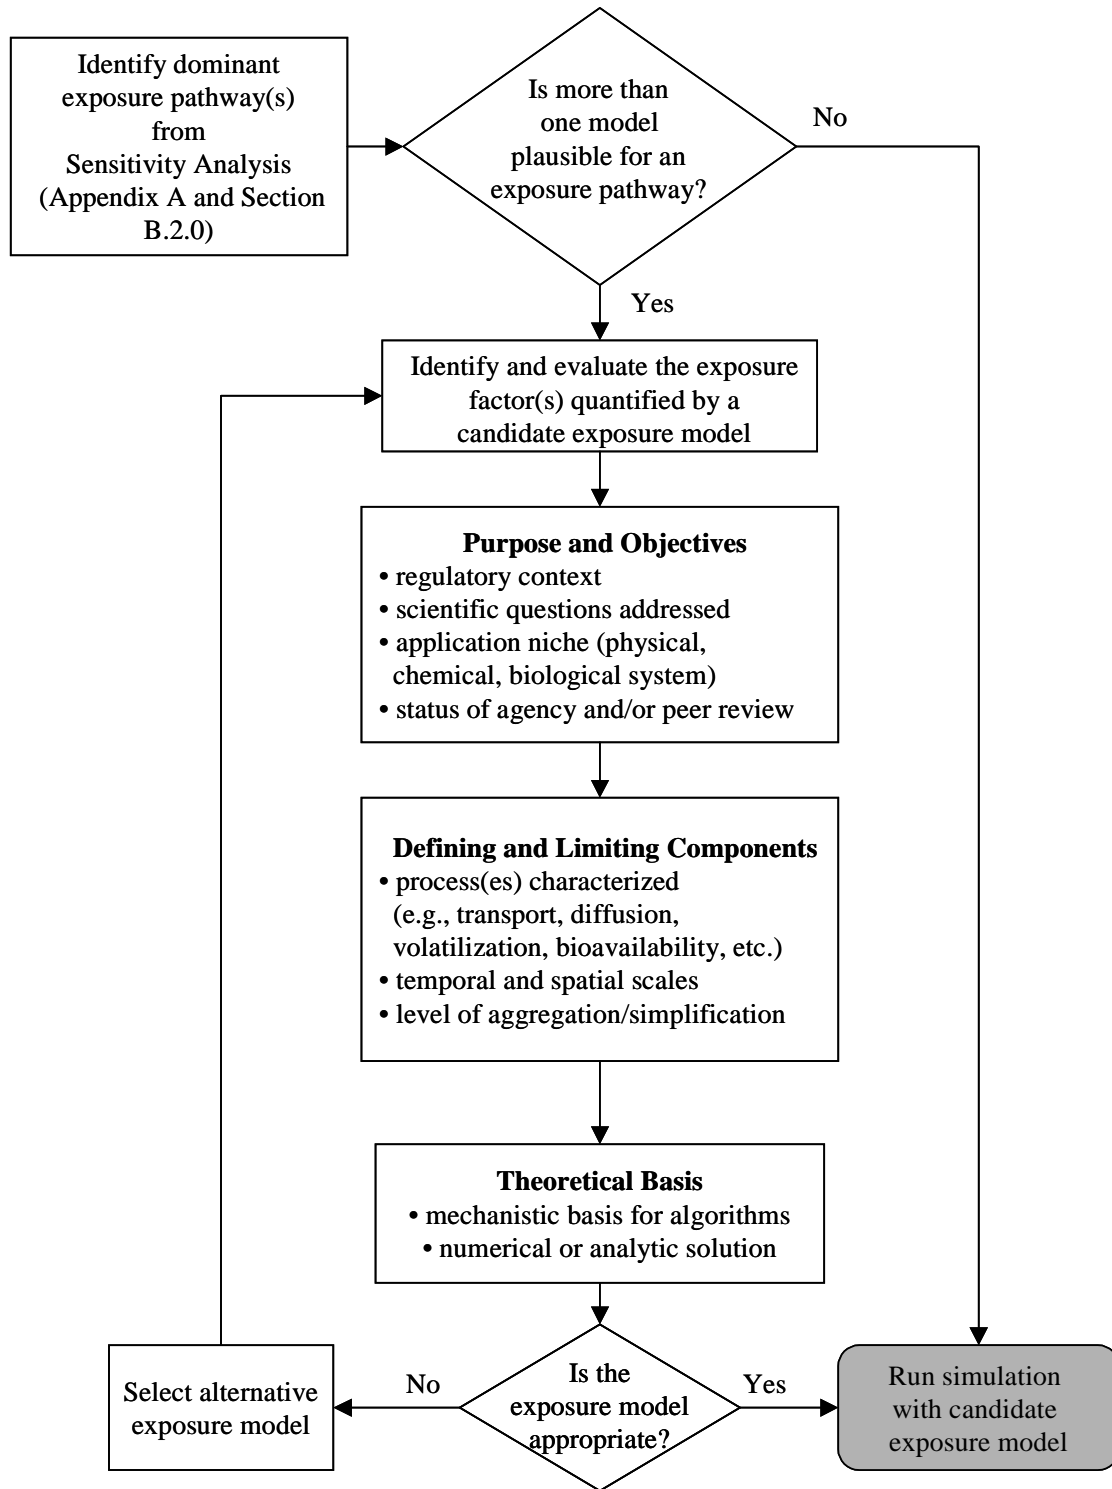 Identify dominant
exposure pathway(s)
from
Sensitivity Analysis
(Appendix A and Section
B.2.0)
Is more than
one model
plausible for an
exposure pathway?
No
Yes
Identify and evaluate the exposure
factor(s) quantified by a
candidate exposure model
Purpose and Objectives
• regulatory context
• scientific questions addressed
• application niche (physical,
chemical, biological system)
• status of agency and/or peer review
Defining and Limiting Components
• process(es) characterized
(e.g., transport, diffusion,
volatilization, bioavailability, etc.)
• temporal and spatial scales
• level of aggregation/simplification
Theoretical Basis
• mechanistic basis for algorithms
• numerical or analytic solution
Is the
exposure model
appropriate?
No
Yes
Select alternative
exposure model
Run simulation
with candidate
exposure model